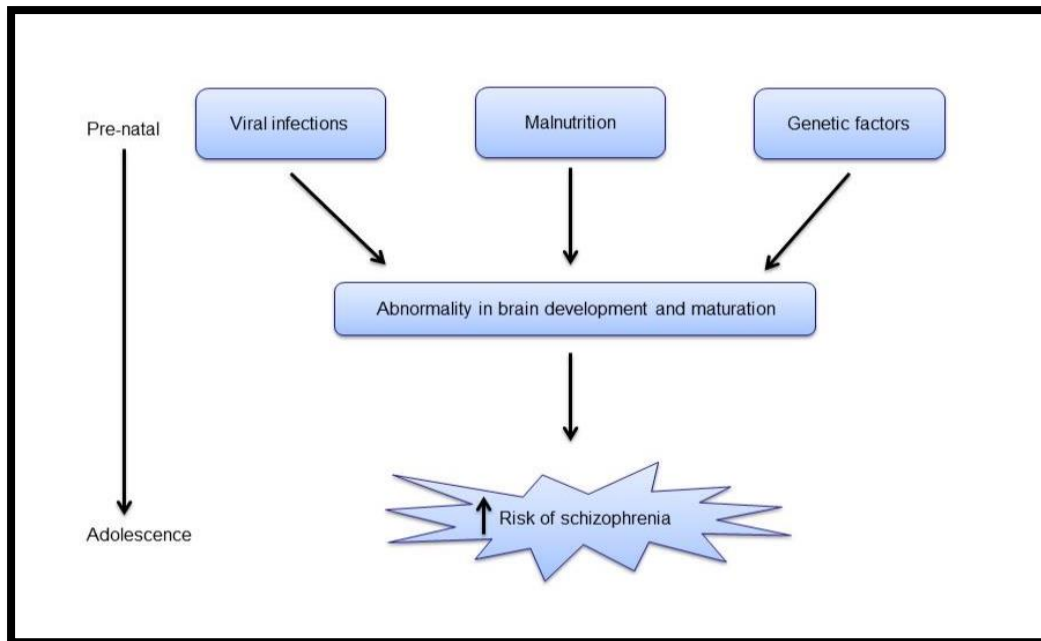 Pre-natal
Viral infections
Malnutrition
Genetic factors
Abnormality in brain development and maturation
Risk of schizophrenia
Adolescence